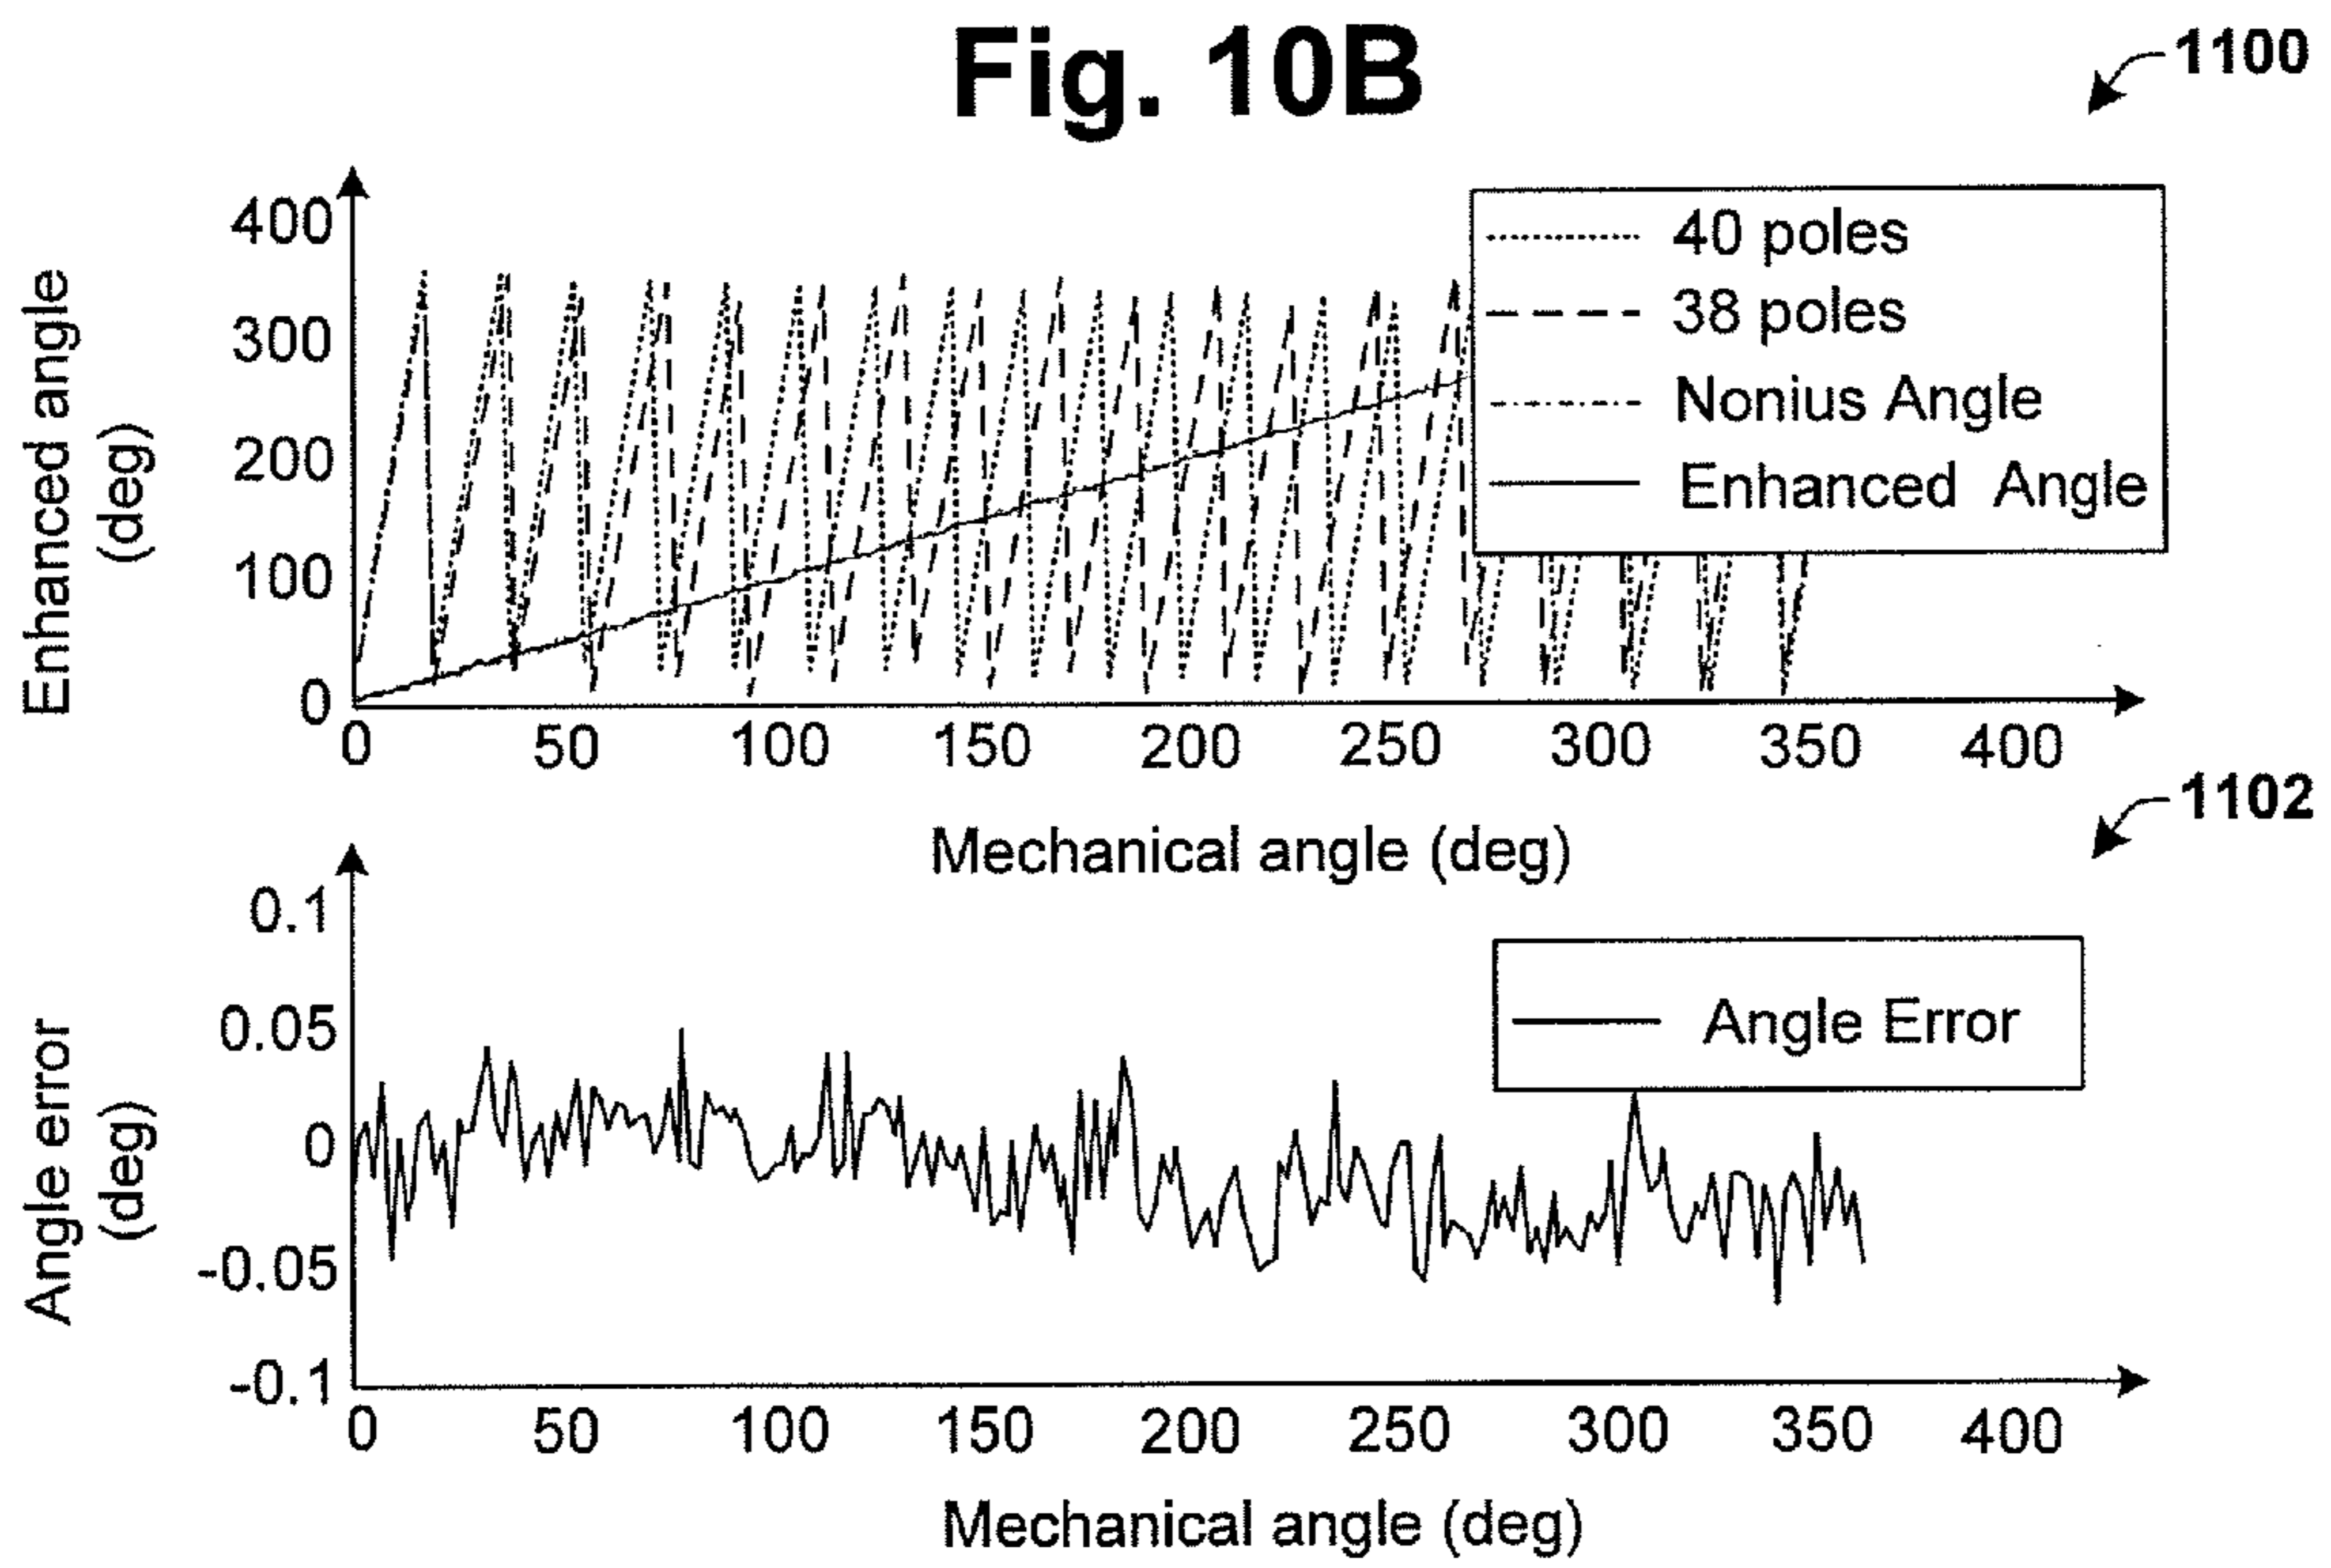 Fig. 10B
1100
Enhanced angle
(deg)
400
300
200
100
0
40 poles
38 poles
Nonius Angle
Enhanced Angle
0 50 100 150 200 250 300 350 400
Mechanical angle (deg)
1102
Angle error
(deg)
0.1
0.05
0
-0.05
-0.1
Angle Error
0 50 100 150 200 250 300 350 400
Mechanical angle (deg)